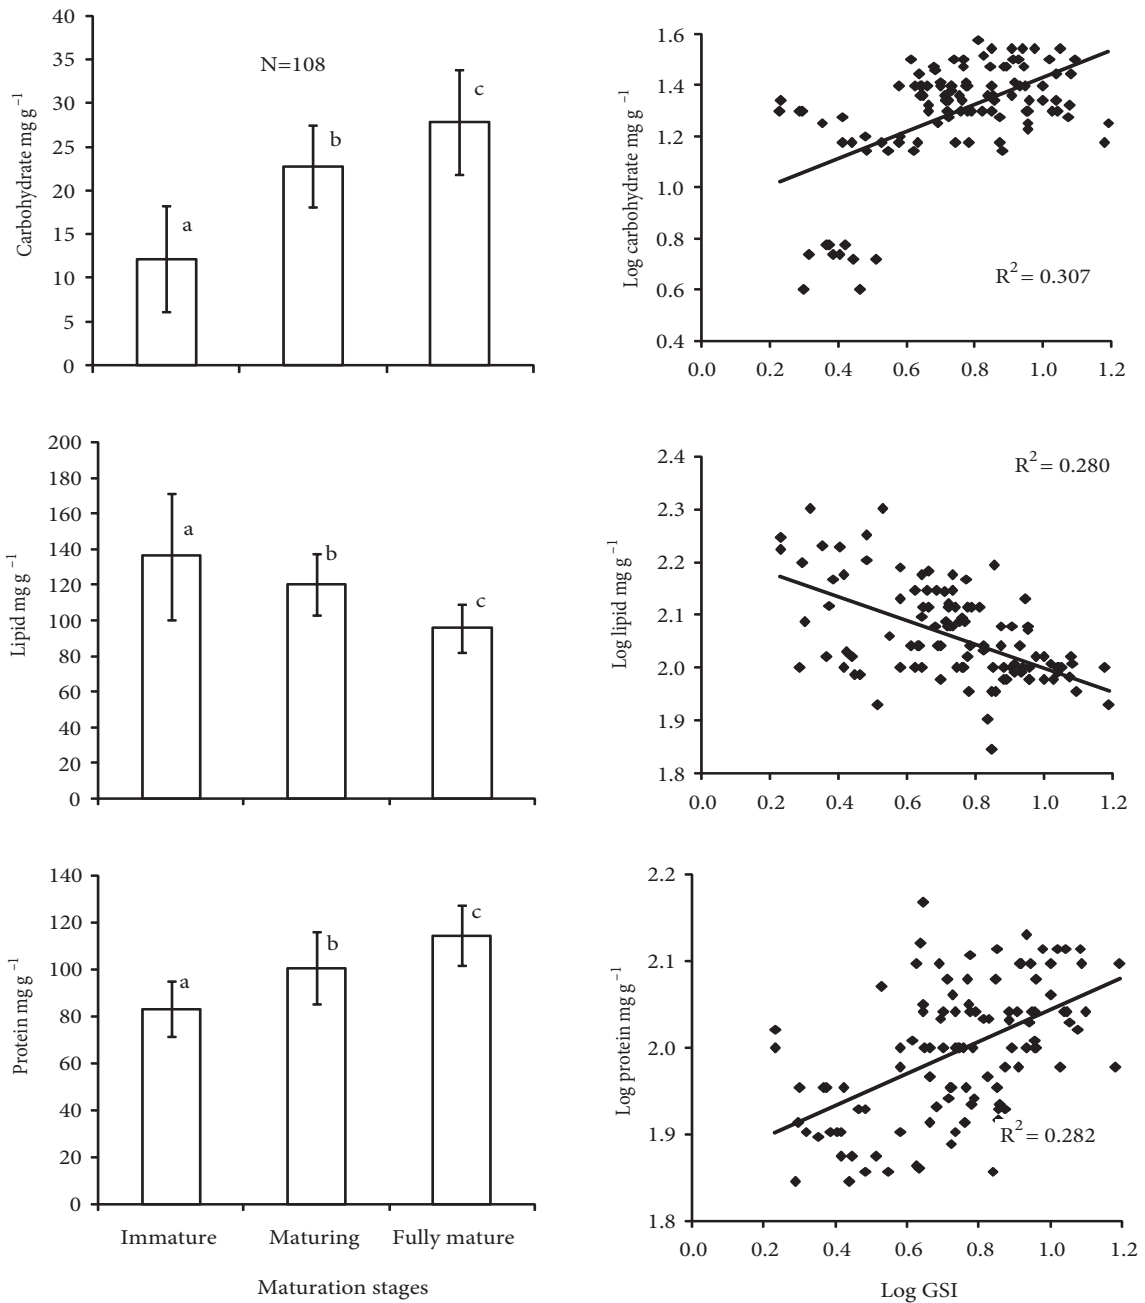 40
35
30
25
20
15
10
5
0
Carbohydrate mg g⁻¹
N=108
a
b
c
1.6
1.4
1.2
1.0
0.8
0.6
0.4
Log carbohydrate mg g⁻¹
R² = 0.307
0.0 0.2 0.4 0.6 0.8 1.0 1.2
200
180
160
140
120
100
80
60
40
20
0
Lipid mg g⁻¹
a
b
c
2.4
2.3
2.2
2.1
2.0
1.9
1.8
Log lipid mg g⁻¹
R² = 0.280
0.0 0.2 0.4 0.6 0.8 1.0 1.2
140
120
100
80
60
40
20
0
Protein mg g⁻¹
a
b
c
Immature Maturing Fully mature
Maturation stages
2.2
2.1
2.0
1.9
1.8
Log protein mg g⁻¹
R² = 0.282
0.0 0.2 0.4 0.6 0.8 1.0 1.2
Log GSI